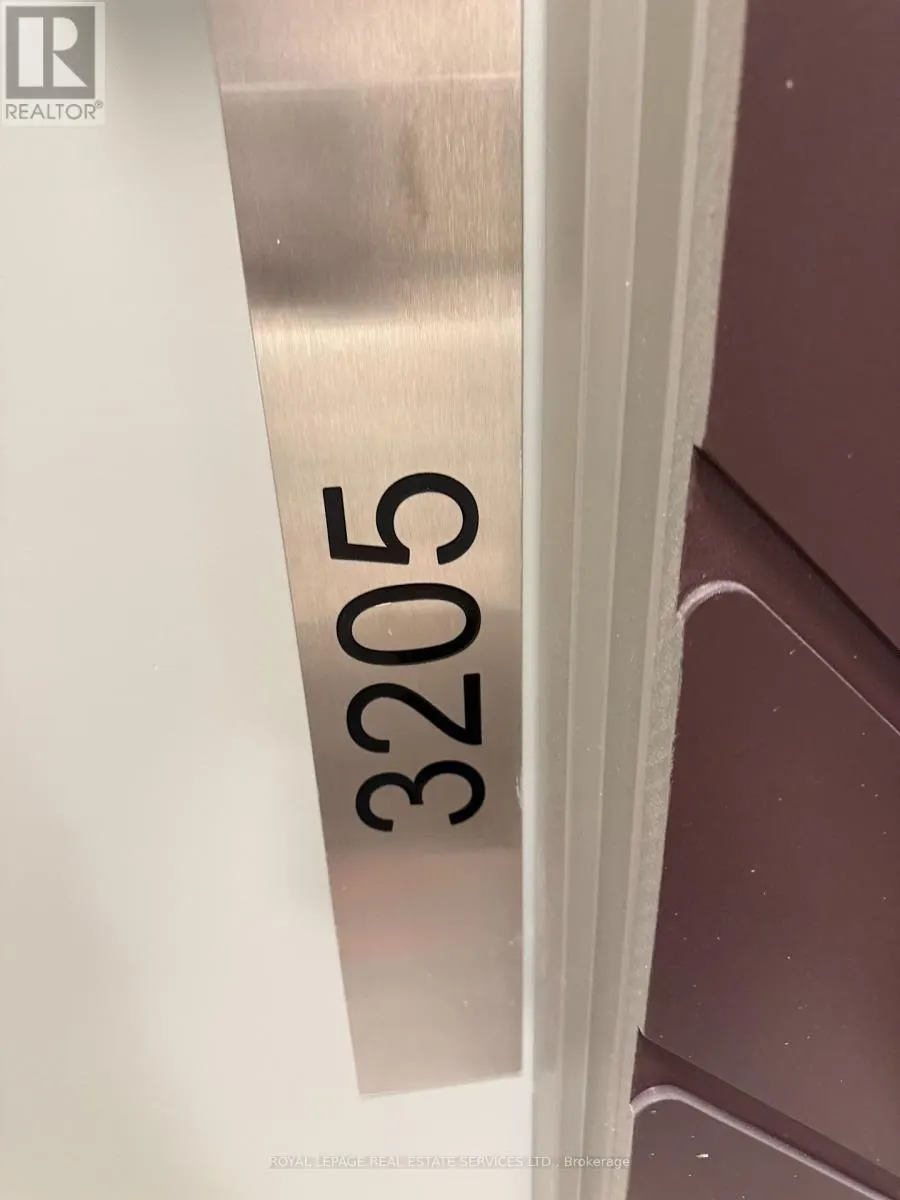 R
REALTOR®
3205
ROYAL LEPAGE REAL ESTATE SERVICES LTD., Brokerage